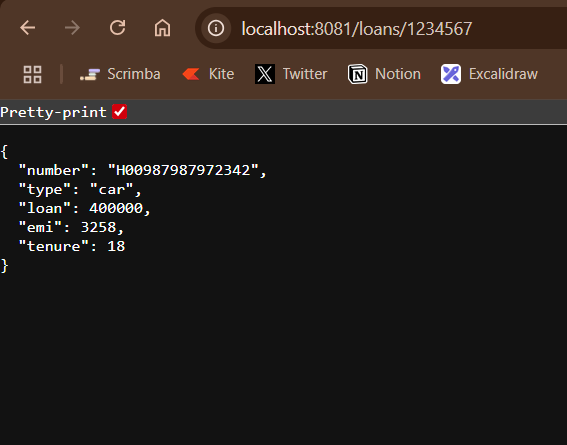 localhost:8081/loans/1234567
Scrimba Kite Twitter Notion Excalidraw
Pretty-print
{
  "number": "H00987987972342",
  "type": "car",
  "loan": 400000,
  "emi": 3258,
  "tenure": 18
}